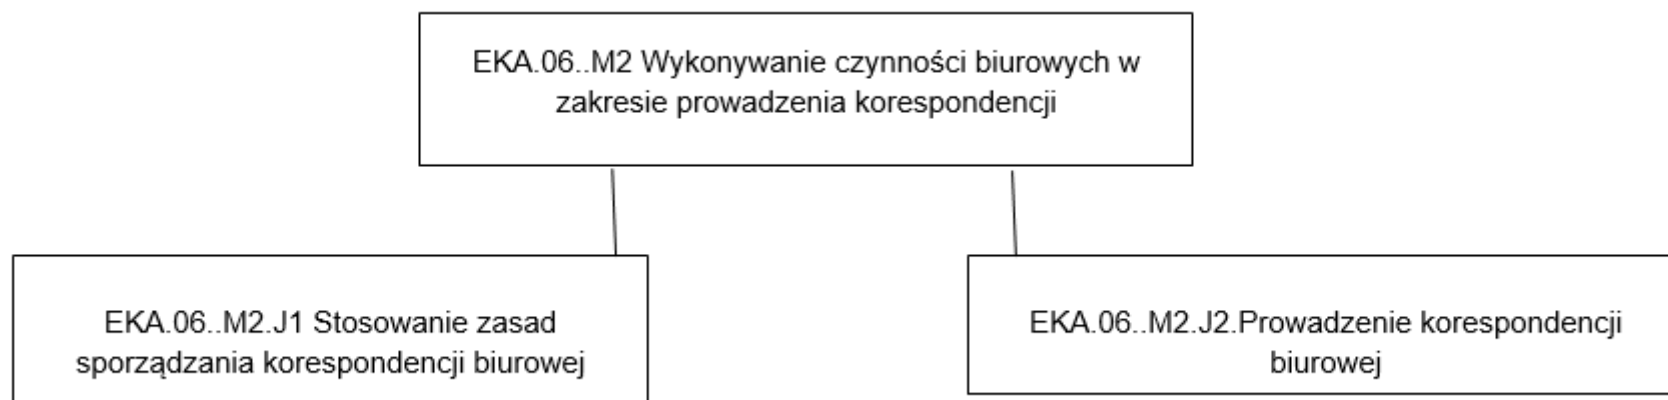 EKA.06..M2 Wykonywanie czynności biurowych w
zakresie prowadzenia korespondencji
EKA.06..M2.J1 Stosowanie zasad
sporządzania korespondencji biurowej
EKA.06..M2.J2.Prowadzenie korespondencji
biurowej